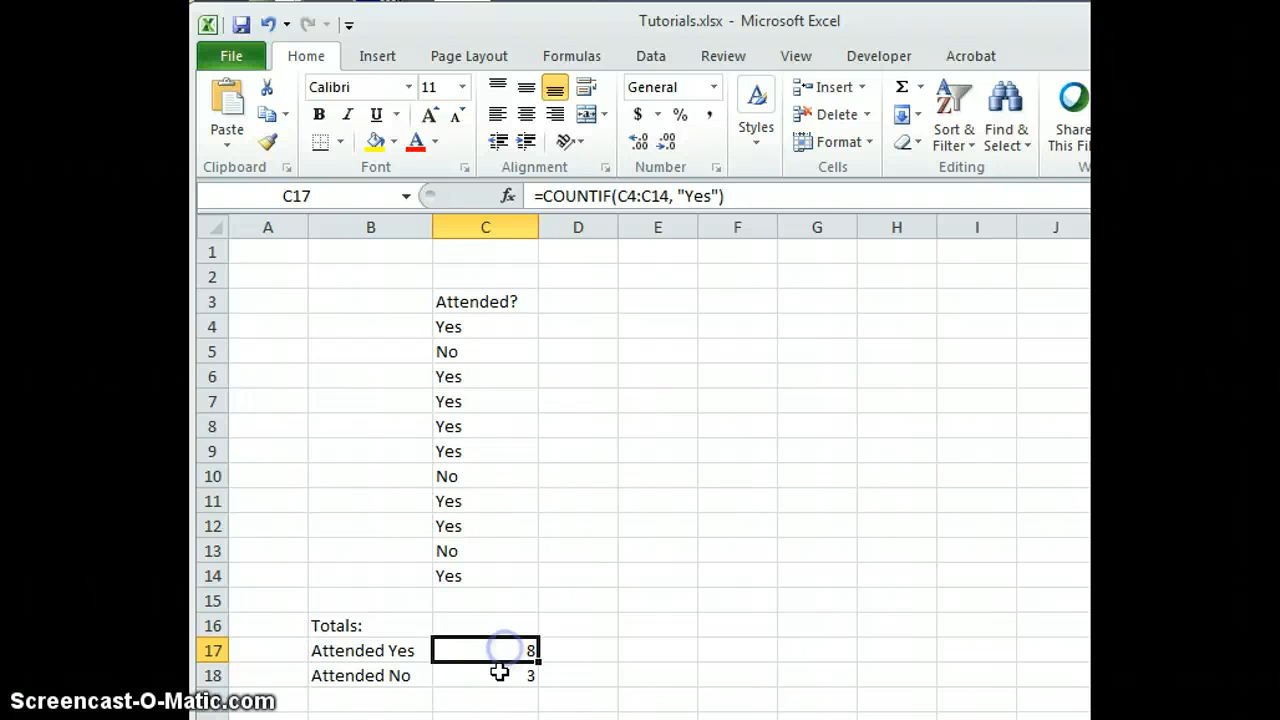 Tutorials.xlsx - Microsoft Excel
File Home Insert Page Layout Formulas Data Review View Developer Acrobat
Calibri 11 General Insert
B I U $ % , Delete
Paste Styles Format Sort & Filter Find & Select Share This Fi
Clipboard Font Alignment Number Cells Editing
C17 fx =COUNTIF(C4:C14, "Yes")
A B C D E F G H I J
1
2
3 Attended?
4 Yes
5 No
6 Yes
7 Yes
8 Yes
9 Yes
10 No
11 Yes
12 Yes
13 No
14 Yes
15
16 Totals:
17 Attended Yes 8
18 Attended No 3
Screencast-O-Matic.com